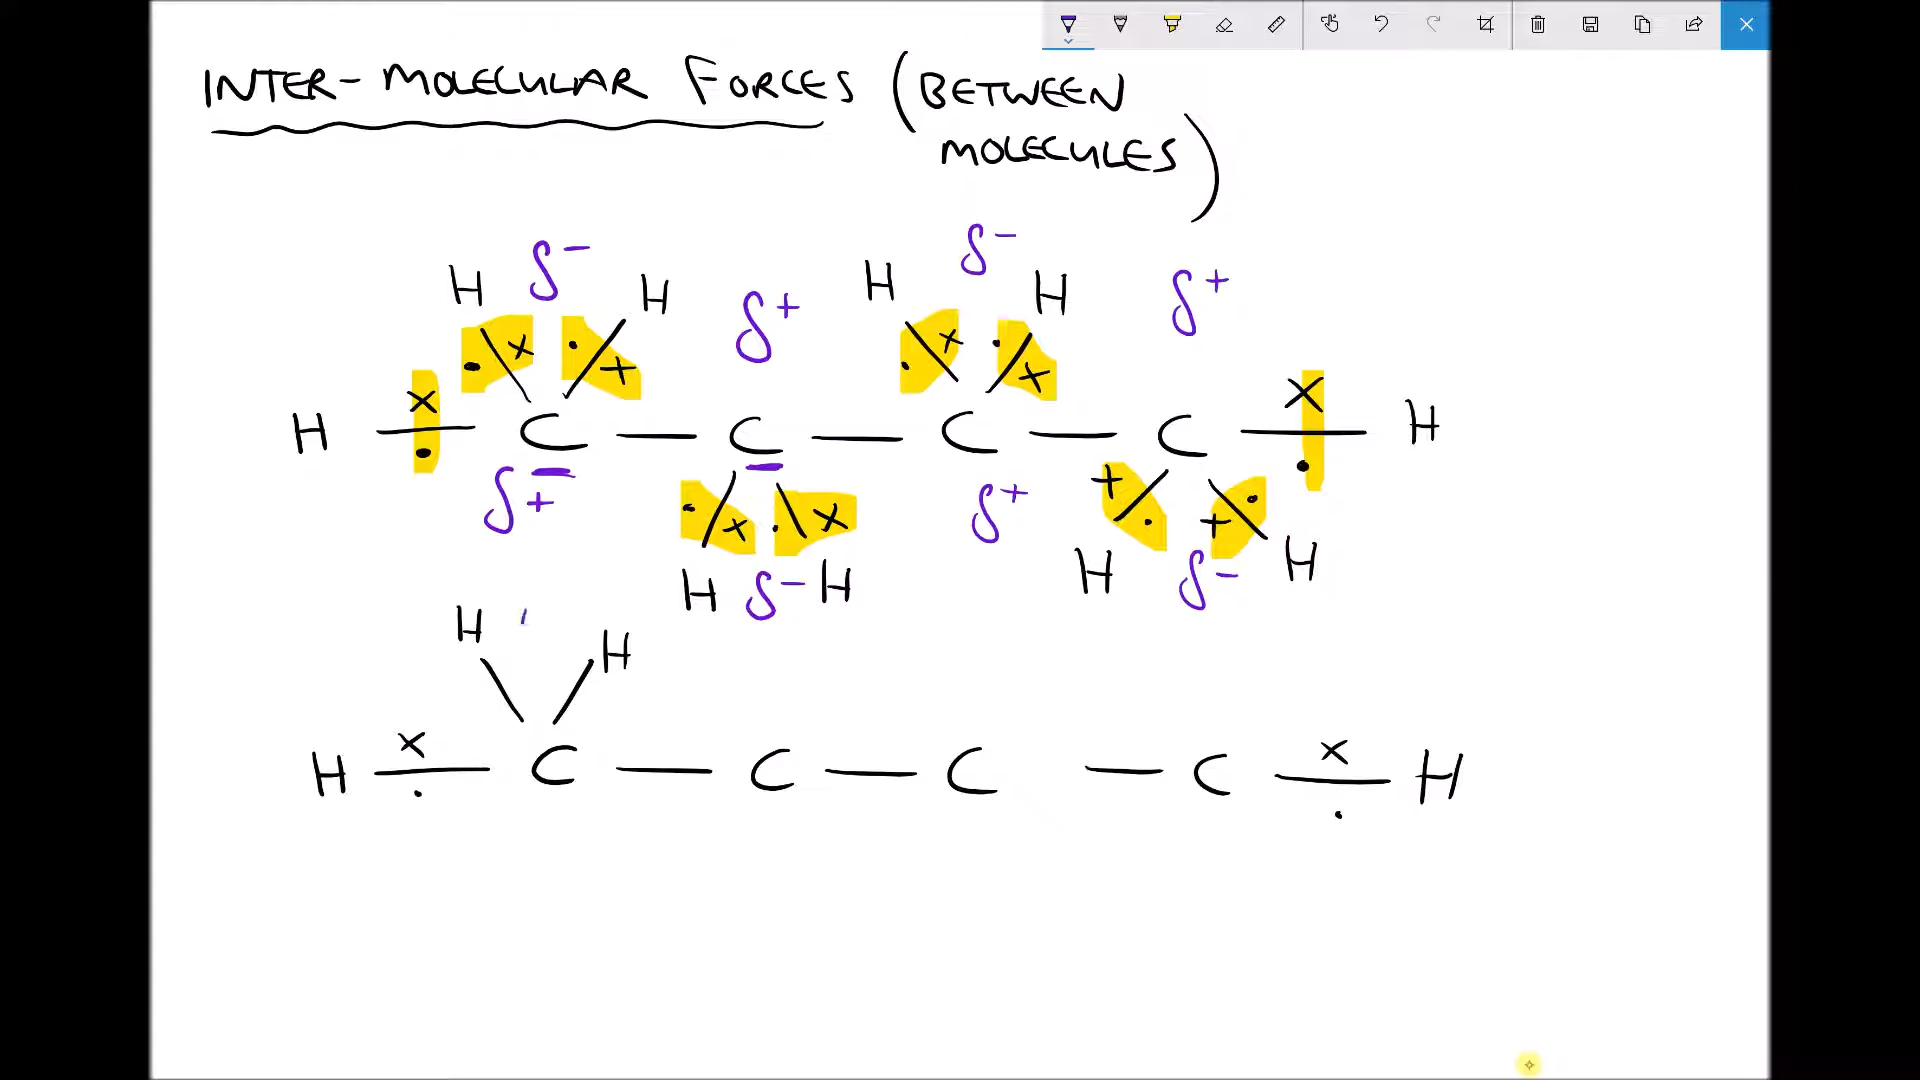 INTER-MOLECULAR FORCES (BETWEEN
MOLECULES)
δ- δ-
H H δ+ H H δ+
x x x x
x + + x
H — C — C — C — C — H
δ+ δ+ +
x x +
H δ- H H δ- H
H H
x x
H — C — C — C — C — H